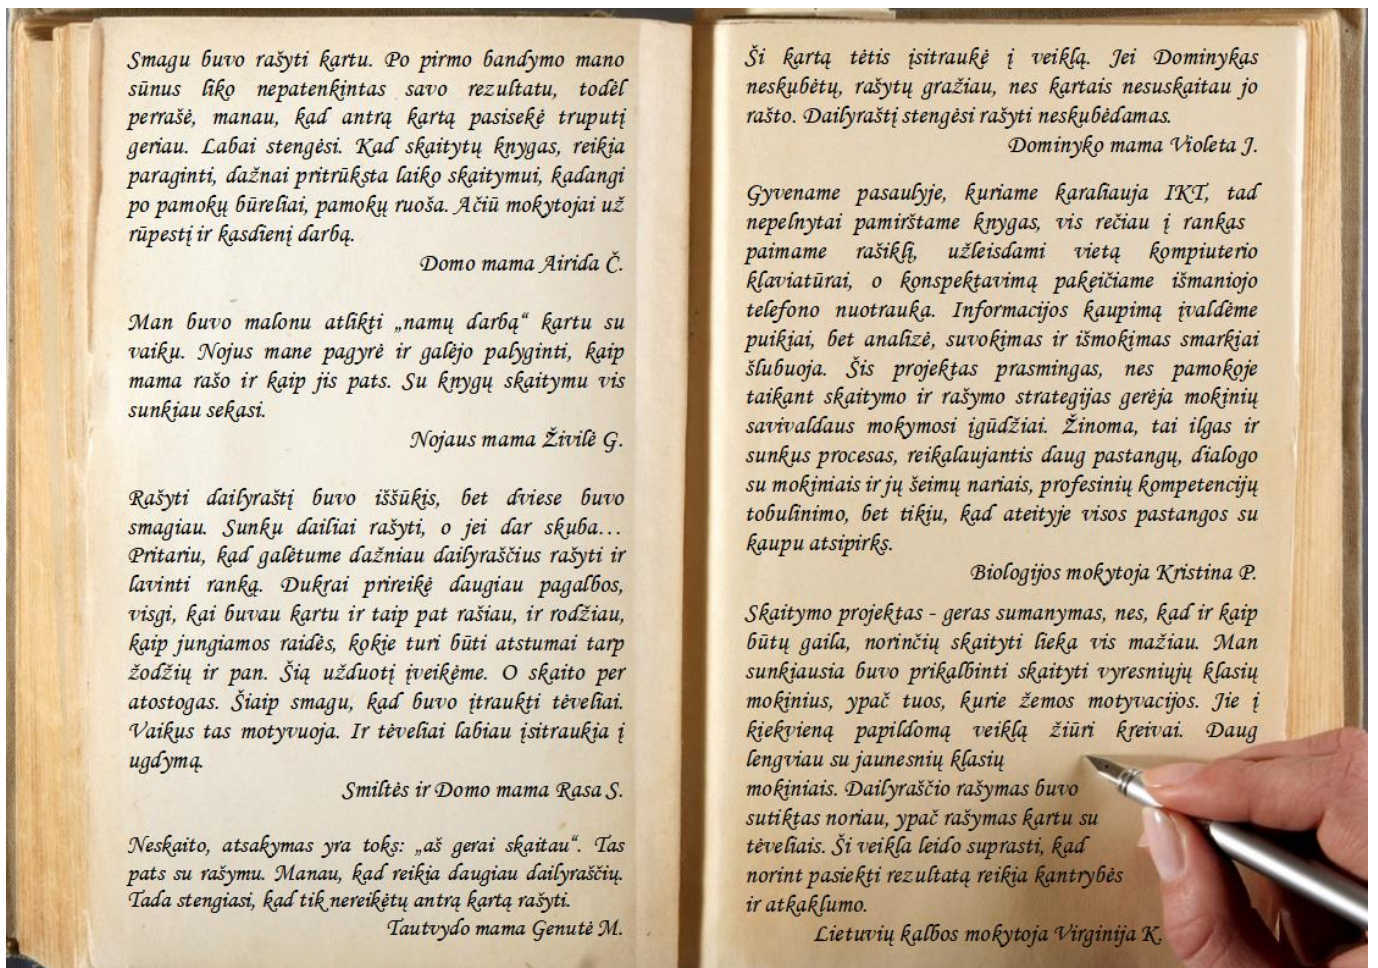 Smagu buvo rašyti kartu. Po pirmo bandymo mano
sūnus liko nepatenkintas savo rezultatu, todėl
perrašė, manau, kad antrą kartą pasisekė truputį
geriau. Labai stengėsi. Kad skaitytų knygas, reikia
paraginti, dažnai pritrūksta laiko skaitymui, kadangi
po pamokų būreliai, pamokų ruoša. Ačiū mokytojai už
rūpestį ir kasdienį darbą.
Domo mama Airida Č.
Man buvo malonu atlikti „namų darbą“ kartu su
vaiku. Nojus mane pagyrė ir galėjo palyginti, kaip
mama rašo ir kaip jis pats. Su knygų skaitymu vis
sunkiau sekasi.
Nojaus mama Živilė G.
Rašyti dailyraštį buvo iššūkis, bet dviese buvo
smagiau. Sunku dailiai rašyti, o jei dar skuba…
Pritariu, kad galėtume dažniau dailyraščius rašyti ir
lavinti ranką. Dukrai prireikė daugiau pagalbos,
visgi, kai buvau kartu ir taip pat rašiau, ir rodžiau,
kaip jungiamos raidės, kokie turi būti atstumai tarp
žodžių ir pan. Šią užduotį įveikėme. O skaito per
atostogas. Šiaip smagu, kad buvo įtraukti tėveliai.
Vaikus tas motyvuoja. Ir tėveliai labiau įsitraukia į
ugdymą.
Smiltės ir Domo mama Rasa S.
Neskaito, atsakymas yra toks: „aš gerai skaitau“. Tas
pats su rašymu. Manau, kad reikia daugiau dailyraščių.
Tada stengiasi, kad tik nereikėtų antrą kartą rašyti.
Tautvydo mama Genutė M.
Ši kartą tėtis įsitraukė į veiklą. Jei Dominykas
neskubėtų, rašytų gražiau, nes kartais nesuskaitau jo
rašto. Dailyraštį stengėsi rašyti neskubėdamas.
Dominyko mama Violeta J.
Gyvename pasaulyje, kuriame karaliauja IKT, tad
nepelnytai pamirštame knygas, vis rečiau į rankas
paimame rašiklį, užleisdami vietą kompiuterio
klaviatūrai, o konspektavimą pakeičiame išmaniojo
telefono nuotrauka. Informacijos kaupimą įvaldėme
puikiai, bet analizė, suvokimas ir išmokimas smarkiai
šlubuoja. Šis projektas prasmingas, nes pamokoje
taikant skaitymo ir rašymo strategijas gerėja mokinių
savivaldaus mokymosi įgūdžiai. Žinoma, tai ilgas ir
sunkus procesas, reikalaujantis daug pastangų, dialogo
su mokiniais ir jų šeimų nariais, profesinių kompetencijų
tobulinimo, bet tikiu, kad ateityje visos pastangos su
kaupu atsipirks.
Biologijos mokytoja Kristina P.
Skaitymo projektas - geras sumanymas, nes, kad ir kaip
būtų gaila, norinčių skaityti lieka vis mažiau. Man
sunkiausia buvo prikalbinti skaityti vyresniųjų klasių
mokinius, ypač tuos, kurie žemos motyvacijos. Jie į
kiekvieną papildomą veiklą žiūri kreivai. Daug
lengviau su jaunesnių klasių
mokiniais. Dailyraščio rašymas buvo
sutiktas noriau, ypač rašymas kartu su
tėveliais. Ši veikla leido suprasti, kad
norint pasiekti rezultatą reikia kantrybės
ir atkaklumo.
Lietuvių kalbos mokytoja Virginija K.